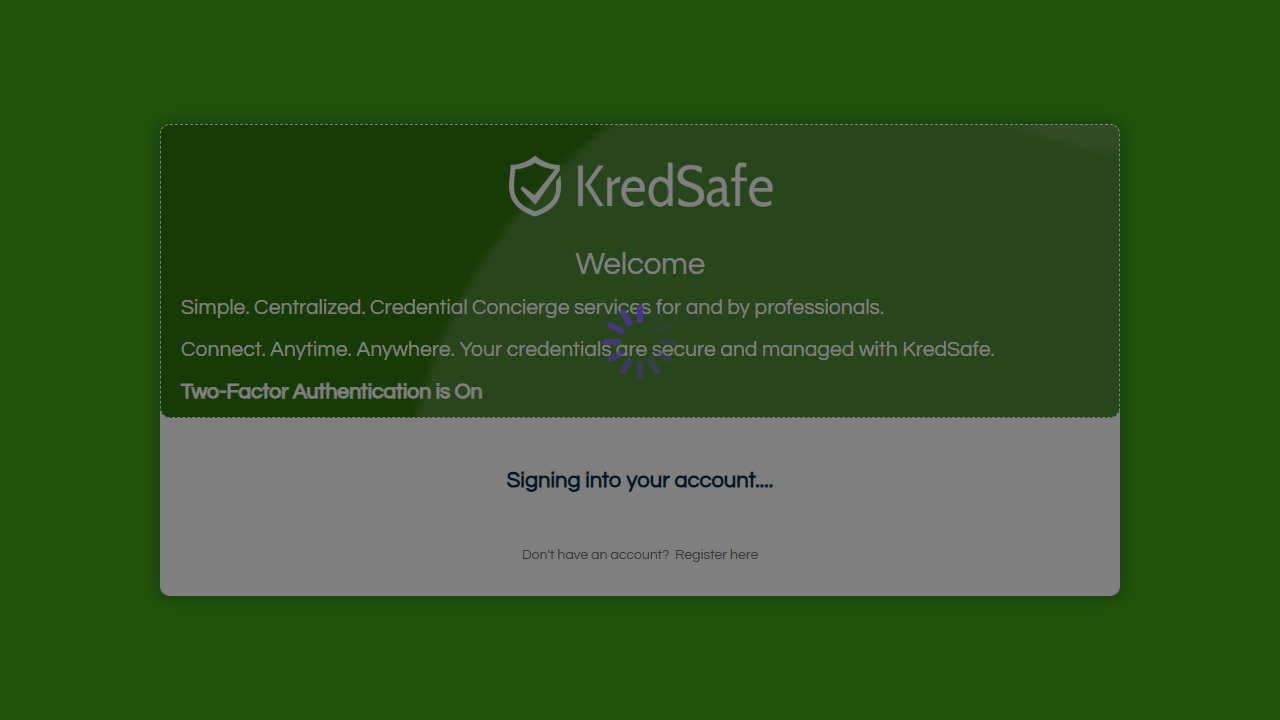 KredSafe
Welcome
Simple. Centralized. Credential Concierge services for and by professionals.
Connect. Anytime. Anywhere. Your credentials are secure and managed with KredSafe.
Two-Factor Authentication is On
Signing into your account....
Don't have an account? Register here